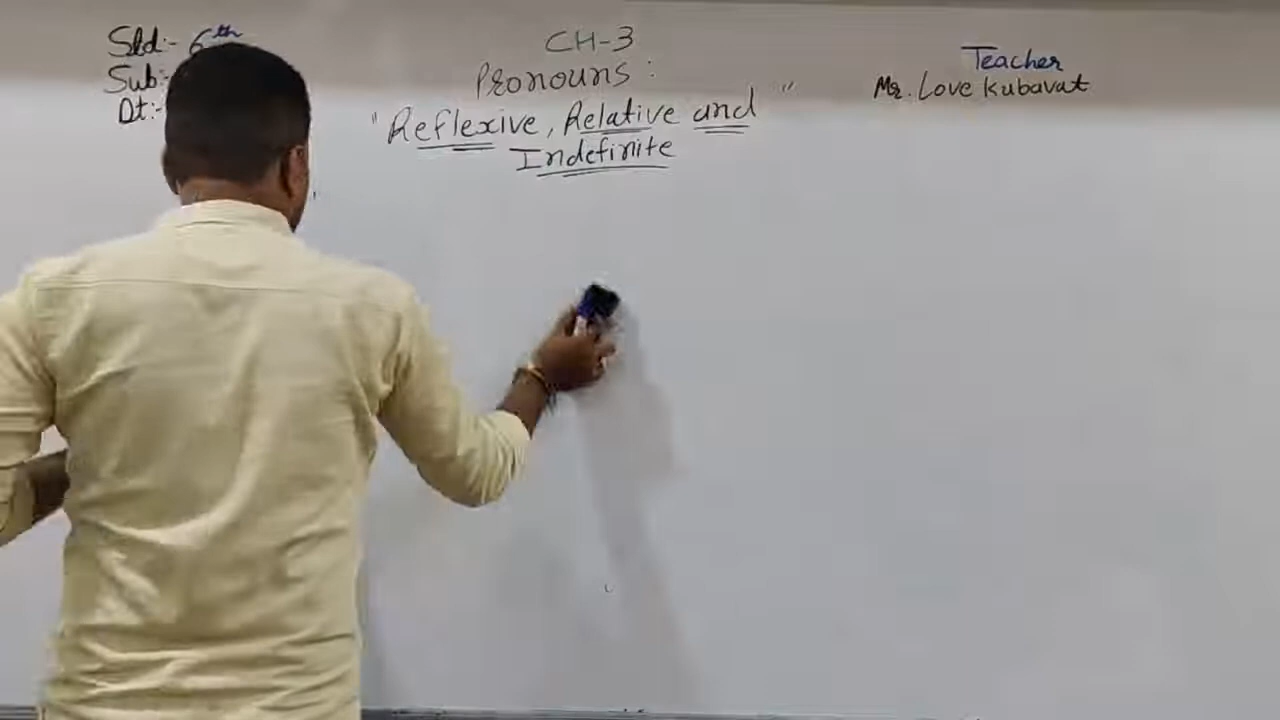 Std:- 6th
Sub:-
Dt:-
CH-3
Pronouns:
"Reflexive, Relative and"
Indefinite
Teacher
Mr. Love Kubavat